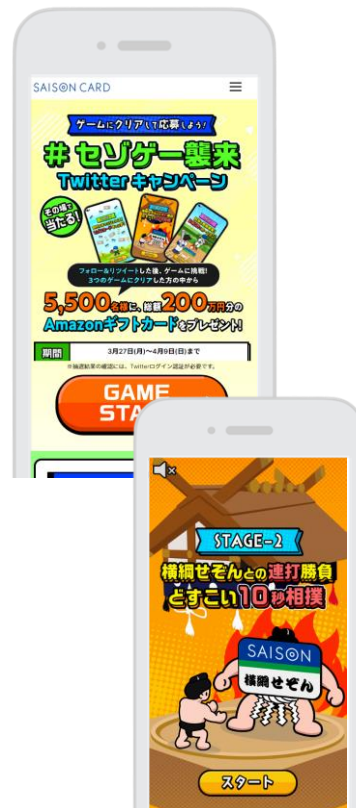 SAISON CARD
ゲームにクリアして応募しよう!
#セゾゲー襲来
Twitterキャンペーン
その場で
当たる!
フォロー&リツイートした後、ゲームに挑戦!
3つのゲームにクリアした方の中から
5,500名様に、総額200万円分の
Amazonギフトカードをプレゼント!
期間
3月27日(月)~4月9日(日)まで
※抽選結果の確認には、Twitterログイン認証が必要です。
GAME
STA
STAGE-2
横綱せぞんとの連打勝負
どすこい10秒相撲
SAISON
横綱せぞん
スタート